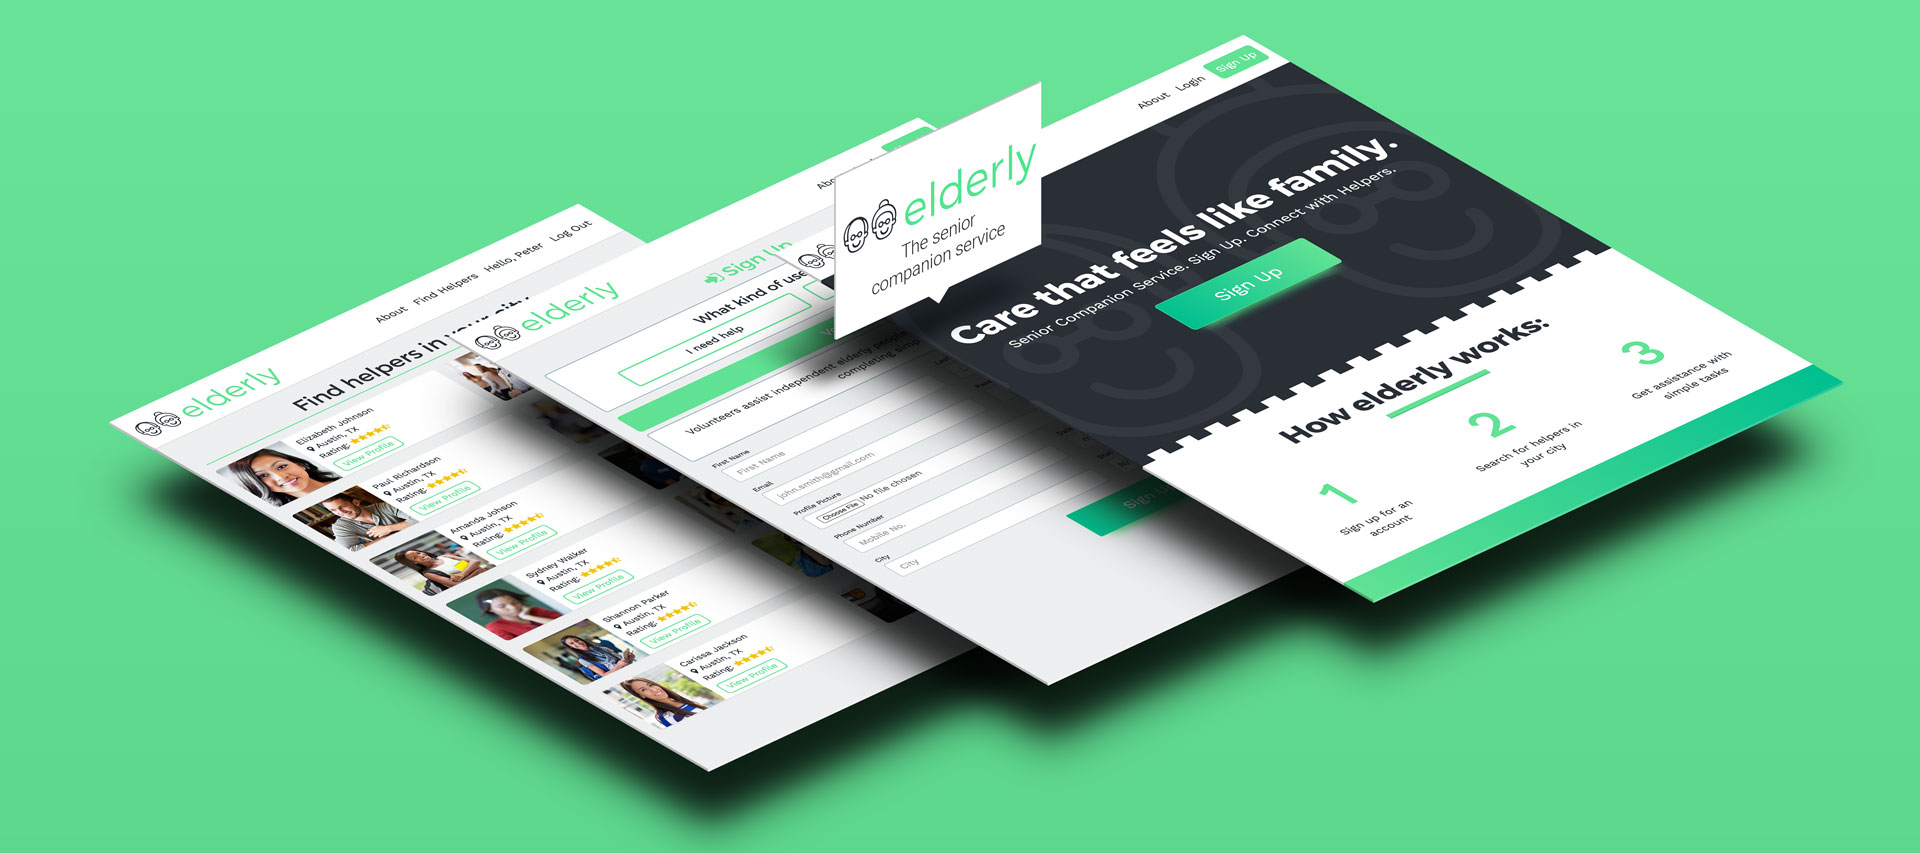 About Find Helpers Hello, Peter Log Out
elderly
Find helpers in your city
Elizabeth Johnson
Austin, TX
Rating:
View Profile
Paul Richardson
Austin, TX
Rating:
View Profile
Amanda Johson
Austin, TX
Rating:
View Profile
Sydney Walker
Austin, TX
Rating:
View Profile
Shannon Parker
Austin, TX
Rating:
View Profile
Carissa Jackson
Austin, TX
Rating:
View Profile
elderly
Sign Up
What kind of use
I need help
Volunteers assist independent elderly people
completing simp
First Name
First Name
Email
john.smith@gmail.com
Profile Picture
Choose File No file chosen
Phone Number
Mobile No.
City
City
Sign U
elderly
The senior
companion service
About Login Sign Up
Care that feels like family.
Senior Companion Service. Sign Up. Connect with Helpers.
Sign Up
How elderly works:
1
Sign up for an
account
2
Search for helpers in
your city
3
Get assistance with
simple tasks